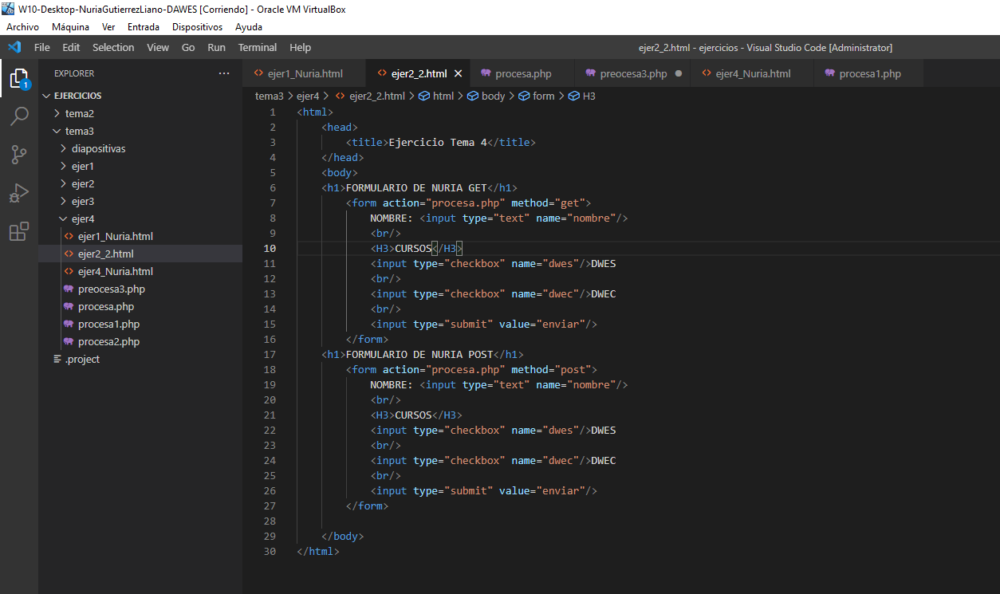 W10-Desktop-NuriaGutierrezLiano-DAWES [Corriendo] - Oracle VM VirtualBox
Archivo Máquina Ver Entrada Dispositivos Ayuda
File Edit Selection View Go Run Terminal Help
ejer2_2.html - ejercicios - Visual Studio Code [Administrator]
1
EXPLORER ...
EJERCICIOS
tema2
tema3
diapositivas
ejer1
ejer2
ejer3
ejer4
ejer1_Nuria.html
ejer2_2.html
ejer4_Nuria.html
preocesa3.php
procesa.php
procesa1.php
procesa2.php
.project
ejer1_Nuria.html ejer2_2.html procesa.php preocesa3.php ejer4_Nuria.html procesa1.php
tema3 > ejer4 > ejer2_2.html > html > body > form > H3
1 <html>
2 <head>
3 <title>Ejercicio Tema 4</title>
4 </head>
5 <body>
6 <h1>FORMULARIO DE NURIA GET</h1>
7 <form action="procesa.php" method="get">
8 NOMBRE: <input type="text" name="nombre"/>
9 <br/>
10 <H3>CURSOS</H3>
11 <input type="checkbox" name="dwes"/>DWES
12 <br/>
13 <input type="checkbox" name="dwec"/>DWEC
14 <br/>
15 <input type="submit" value="enviar"/>
16 </form>
17 <h1>FORMULARIO DE NURIA POST</h1>
18 <form action="procesa.php" method="post">
19 NOMBRE: <input type="text" name="nombre"/>
20 <br/>
21 <H3>CURSOS</H3>
22 <input type="checkbox" name="dwes"/>DWES
23 <br/>
24 <input type="checkbox" name="dwec"/>DWEC
25 <br/>
26 <input type="submit" value="enviar"/>
27 </form>
28
29 </body>
30 </html>